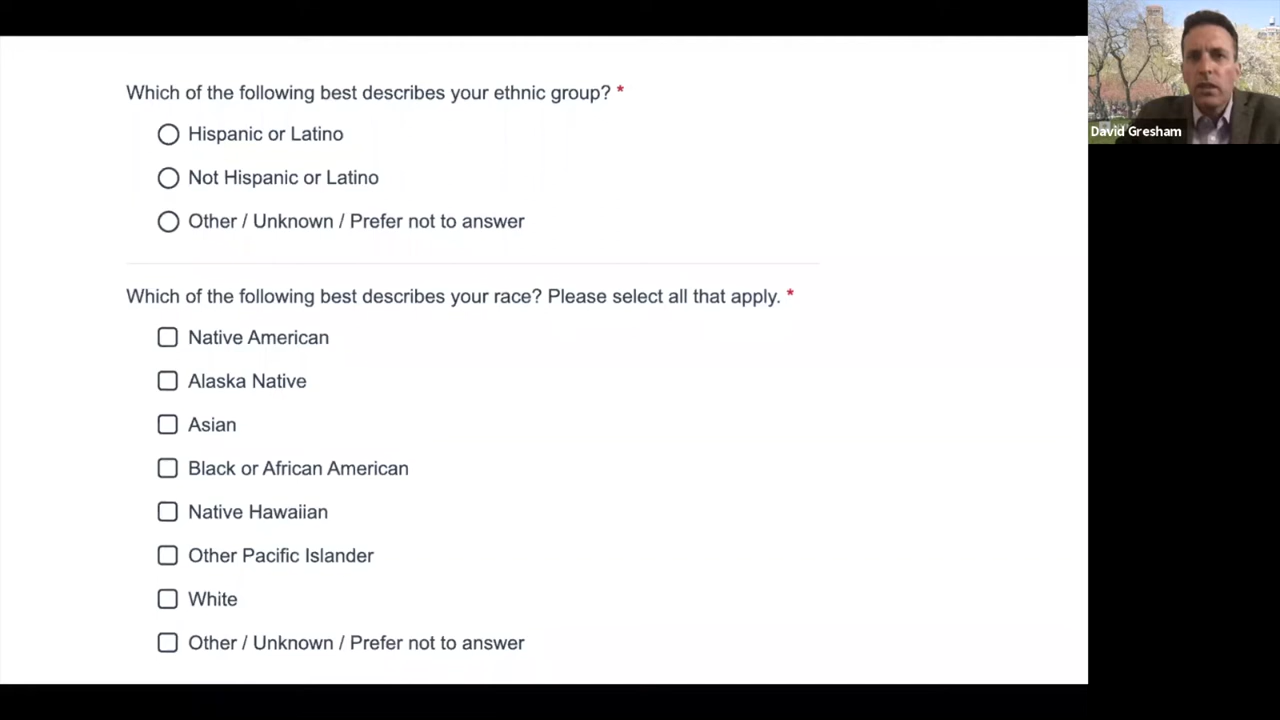 Which of the following best describes your ethnic group? *
Hispanic or Latino
Not Hispanic or Latino
Other / Unknown / Prefer not to answer
Which of the following best describes your race? Please select all that apply. *
Native American
Alaska Native
Asian
Black or African American
Native Hawaiian
Other Pacific Islander
White
Other / Unknown / Prefer not to answer
David Gresham